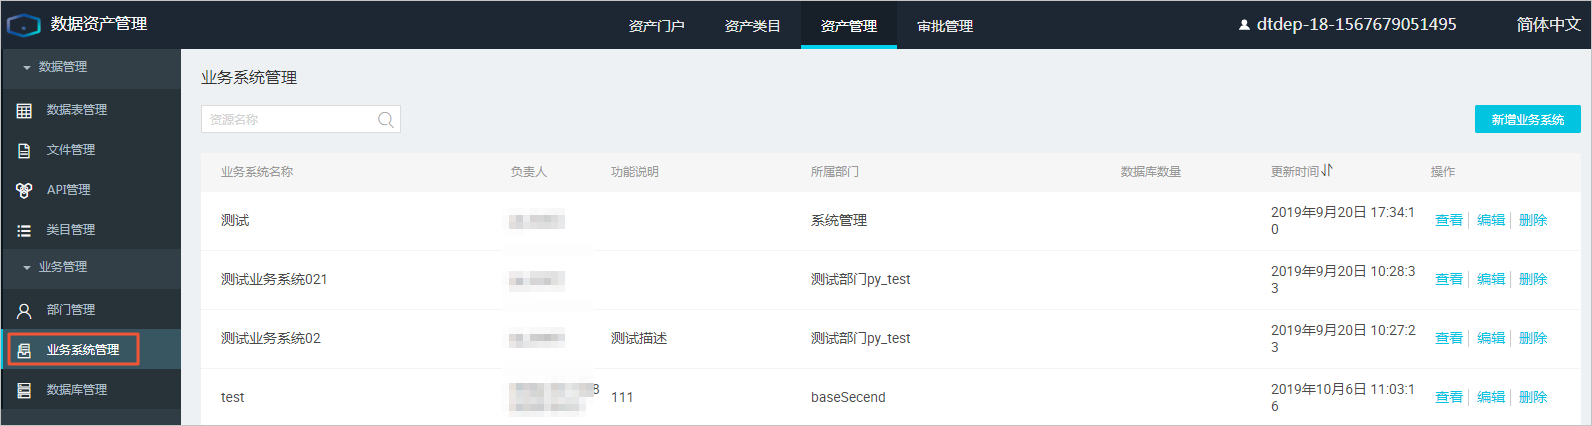 数据资产管理
资产门户
资产类目
资产管理
审批管理
dtdep-18-1567679051495
简体中文
数据管理
数据表管理
文件管理
API管理
类目管理
业务管理
部门管理
业务系统管理
数据库管理
业务系统管理
资源名称
新增业务系统
业务系统名称
负责人
功能说明
所属部门
数据库数量
更新时间
操作
测试
系统管理
2019年9月20日 17:34:1
0
查看
编辑
删除
测试业务系统021
测试部门py_test
2019年9月20日 10:28:3
3
查看
编辑
删除
测试业务系统02
测试描述
测试部门py_test
2019年9月20日 10:27:2
3
查看
编辑
删除
test
8
111
baseSecend
2019年10月6日 11:03:1
6
查看
编辑
删除